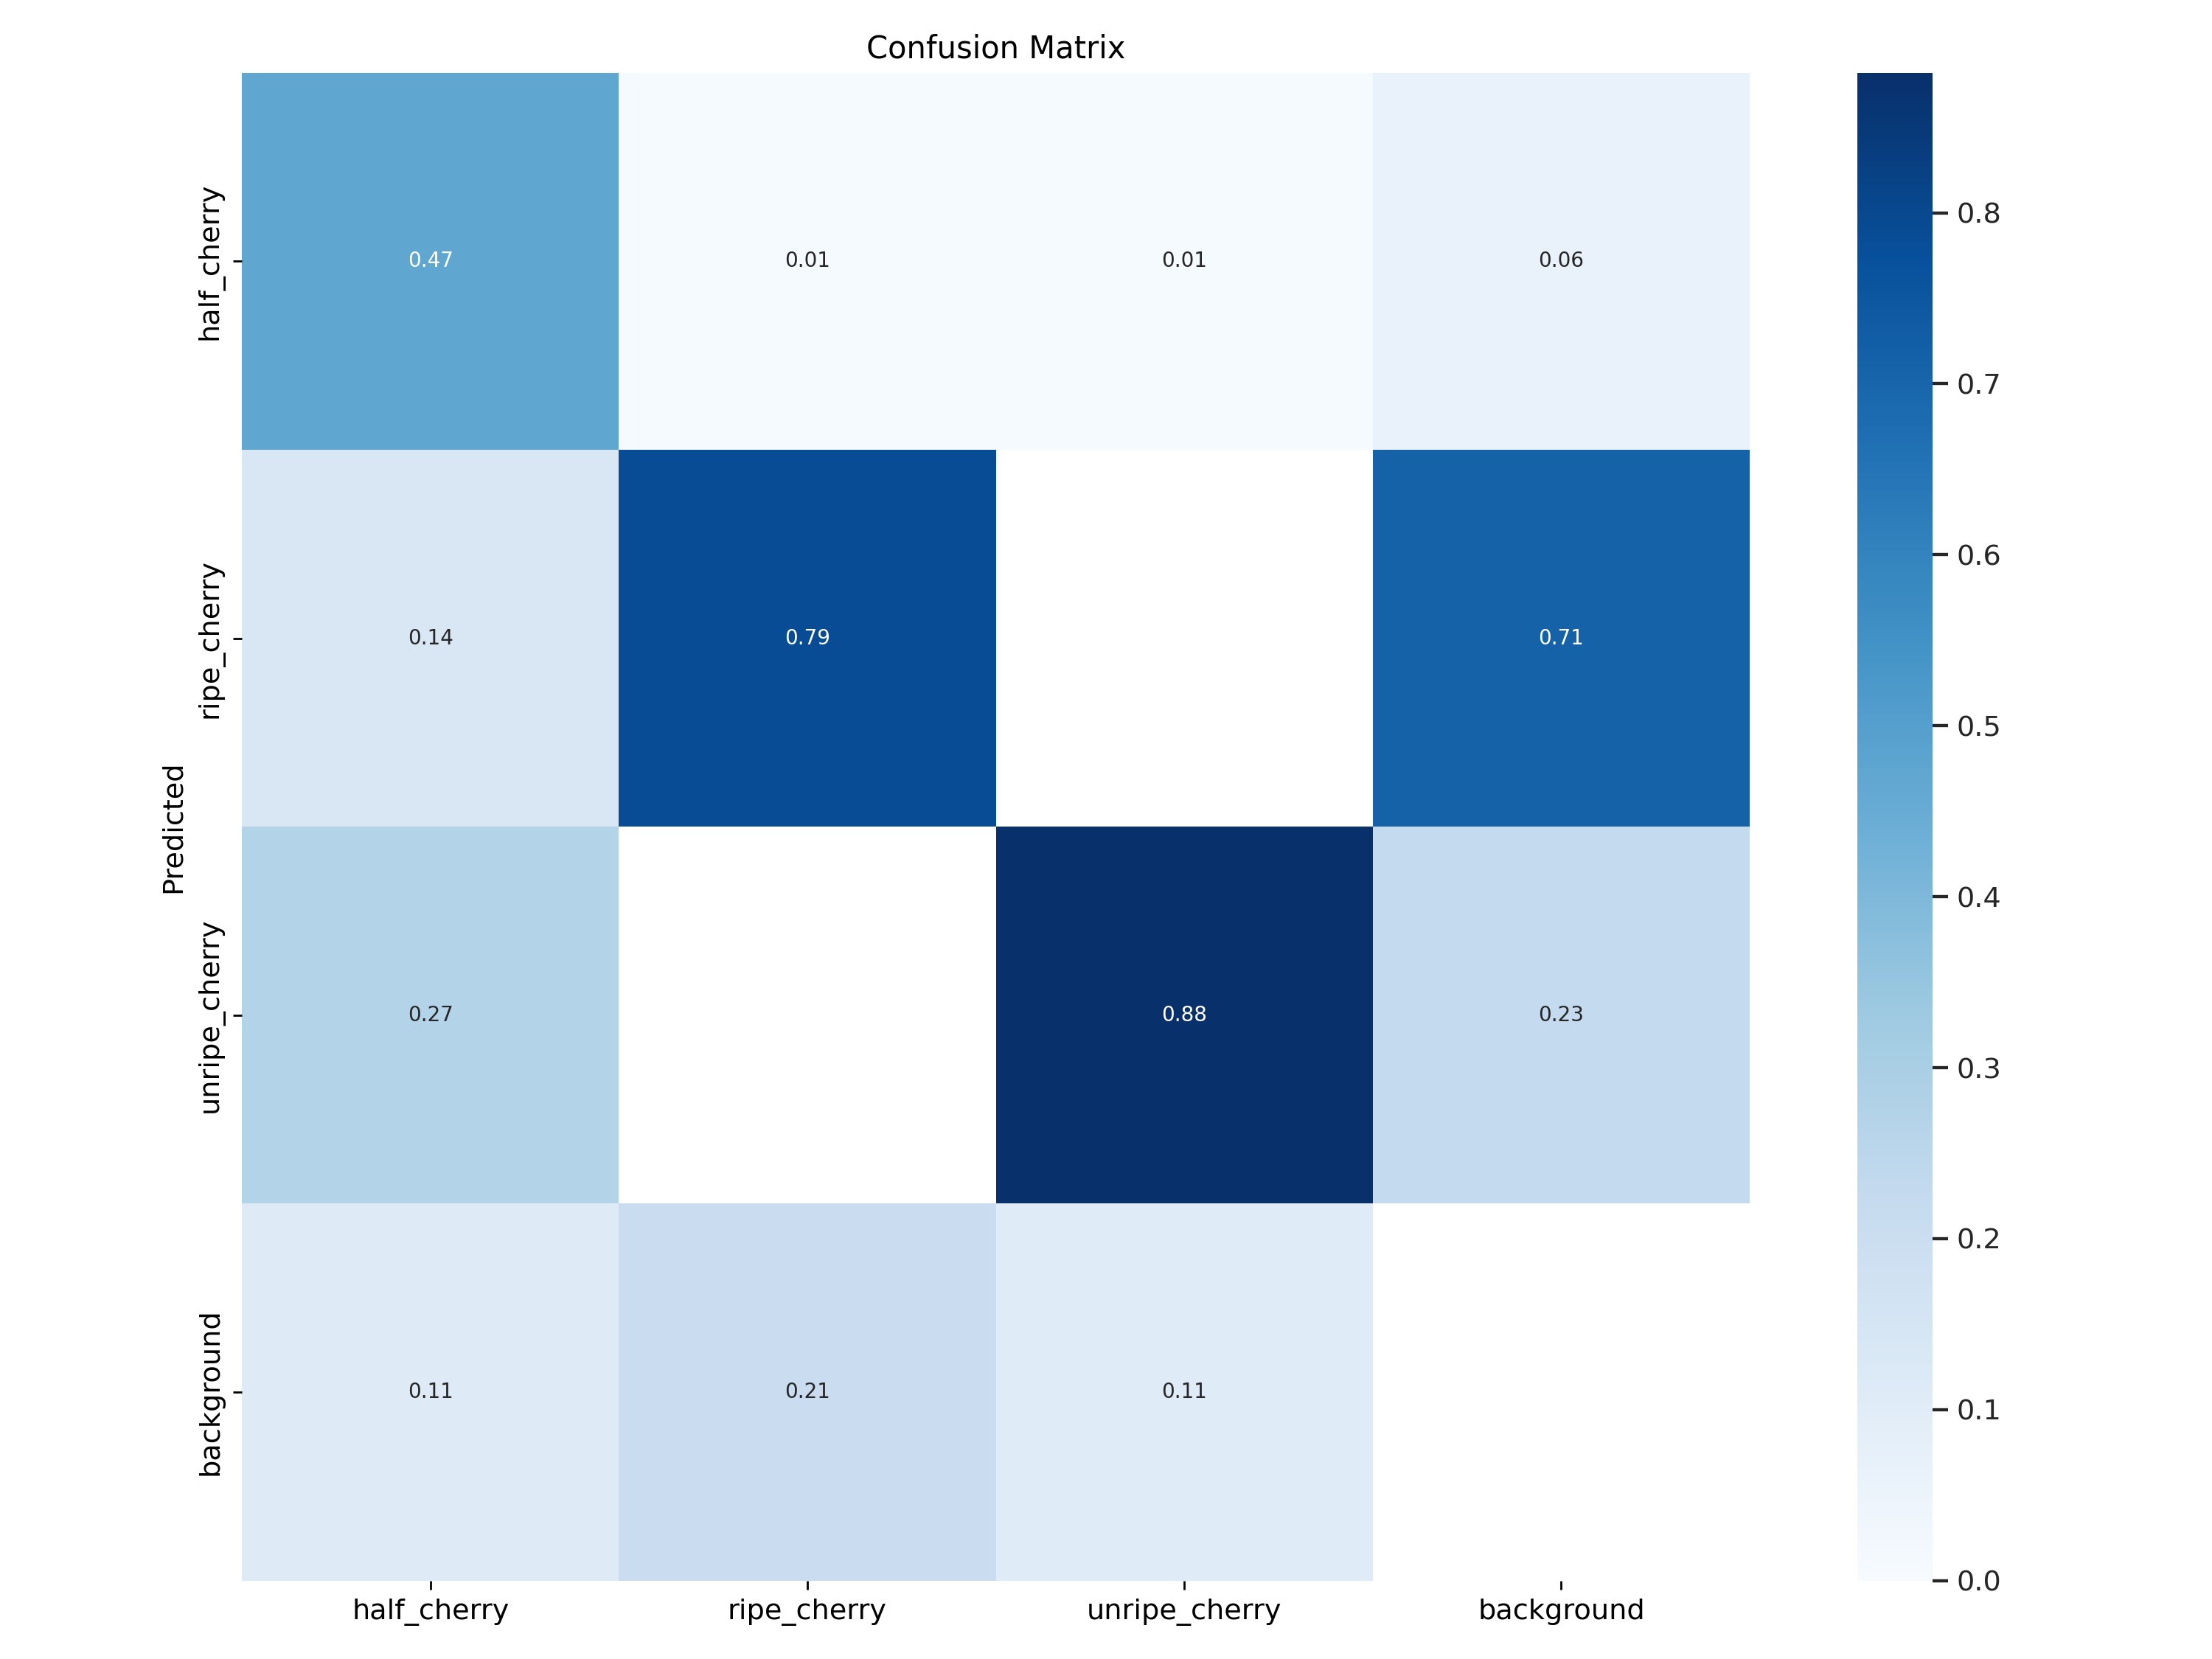 Confusion Matrix
half_cherry
0.47 0.01 0.01 0.06
ripe_cherry
0.14 0.79 0.71
Predicted
unripe_cherry
0.27 0.88 0.23
background
0.11 0.21 0.11
half_cherry ripe_cherry unripe_cherry background
0.8
0.7
0.6
0.5
0.4
0.3
0.2
0.1
0.0